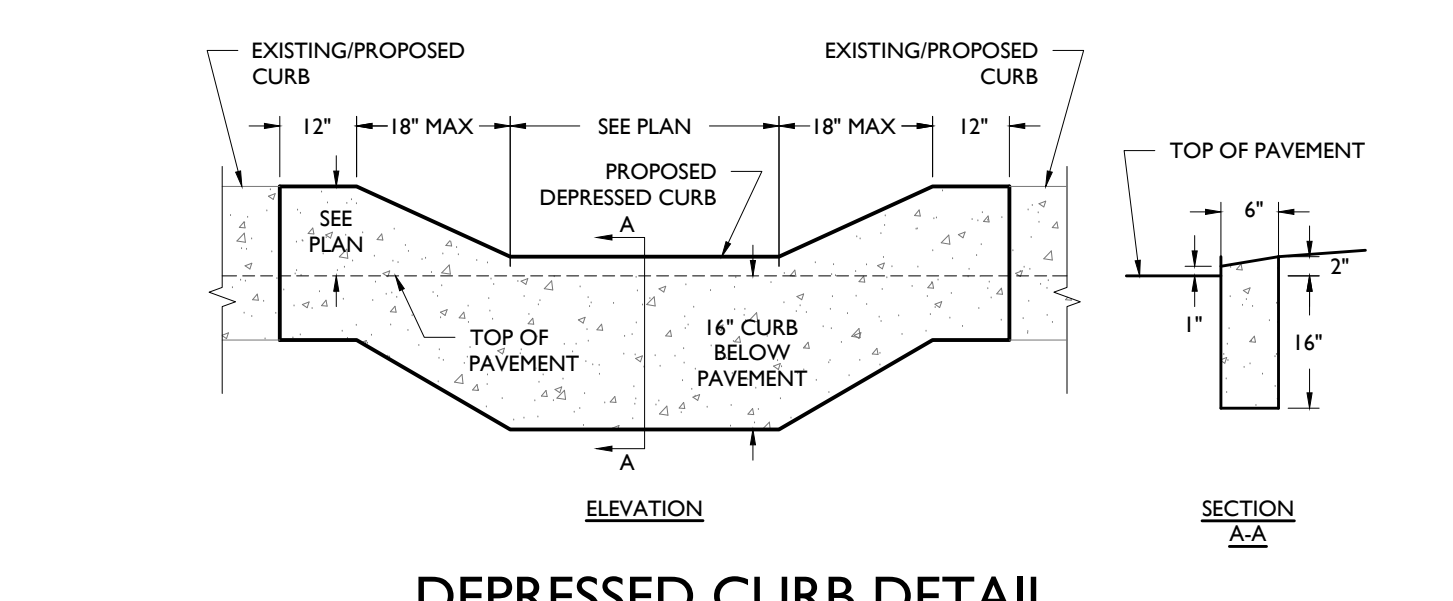 EXISTING/PROPOSED
CURB
EXISTING/PROPOSED
CURB
12"
18" MAX
SEE PLAN
18" MAX
12"
TOP OF PAVEMENT
PROPOSED
DEPRESSED CURB
SEE
PLAN
A
6"
2"
1"
16"
TOP OF
PAVEMENT
16" CURB
BELOW
PAVEMENT
A
ELEVATION
SECTION
A-A
DEPRESSED CURB DETAIL